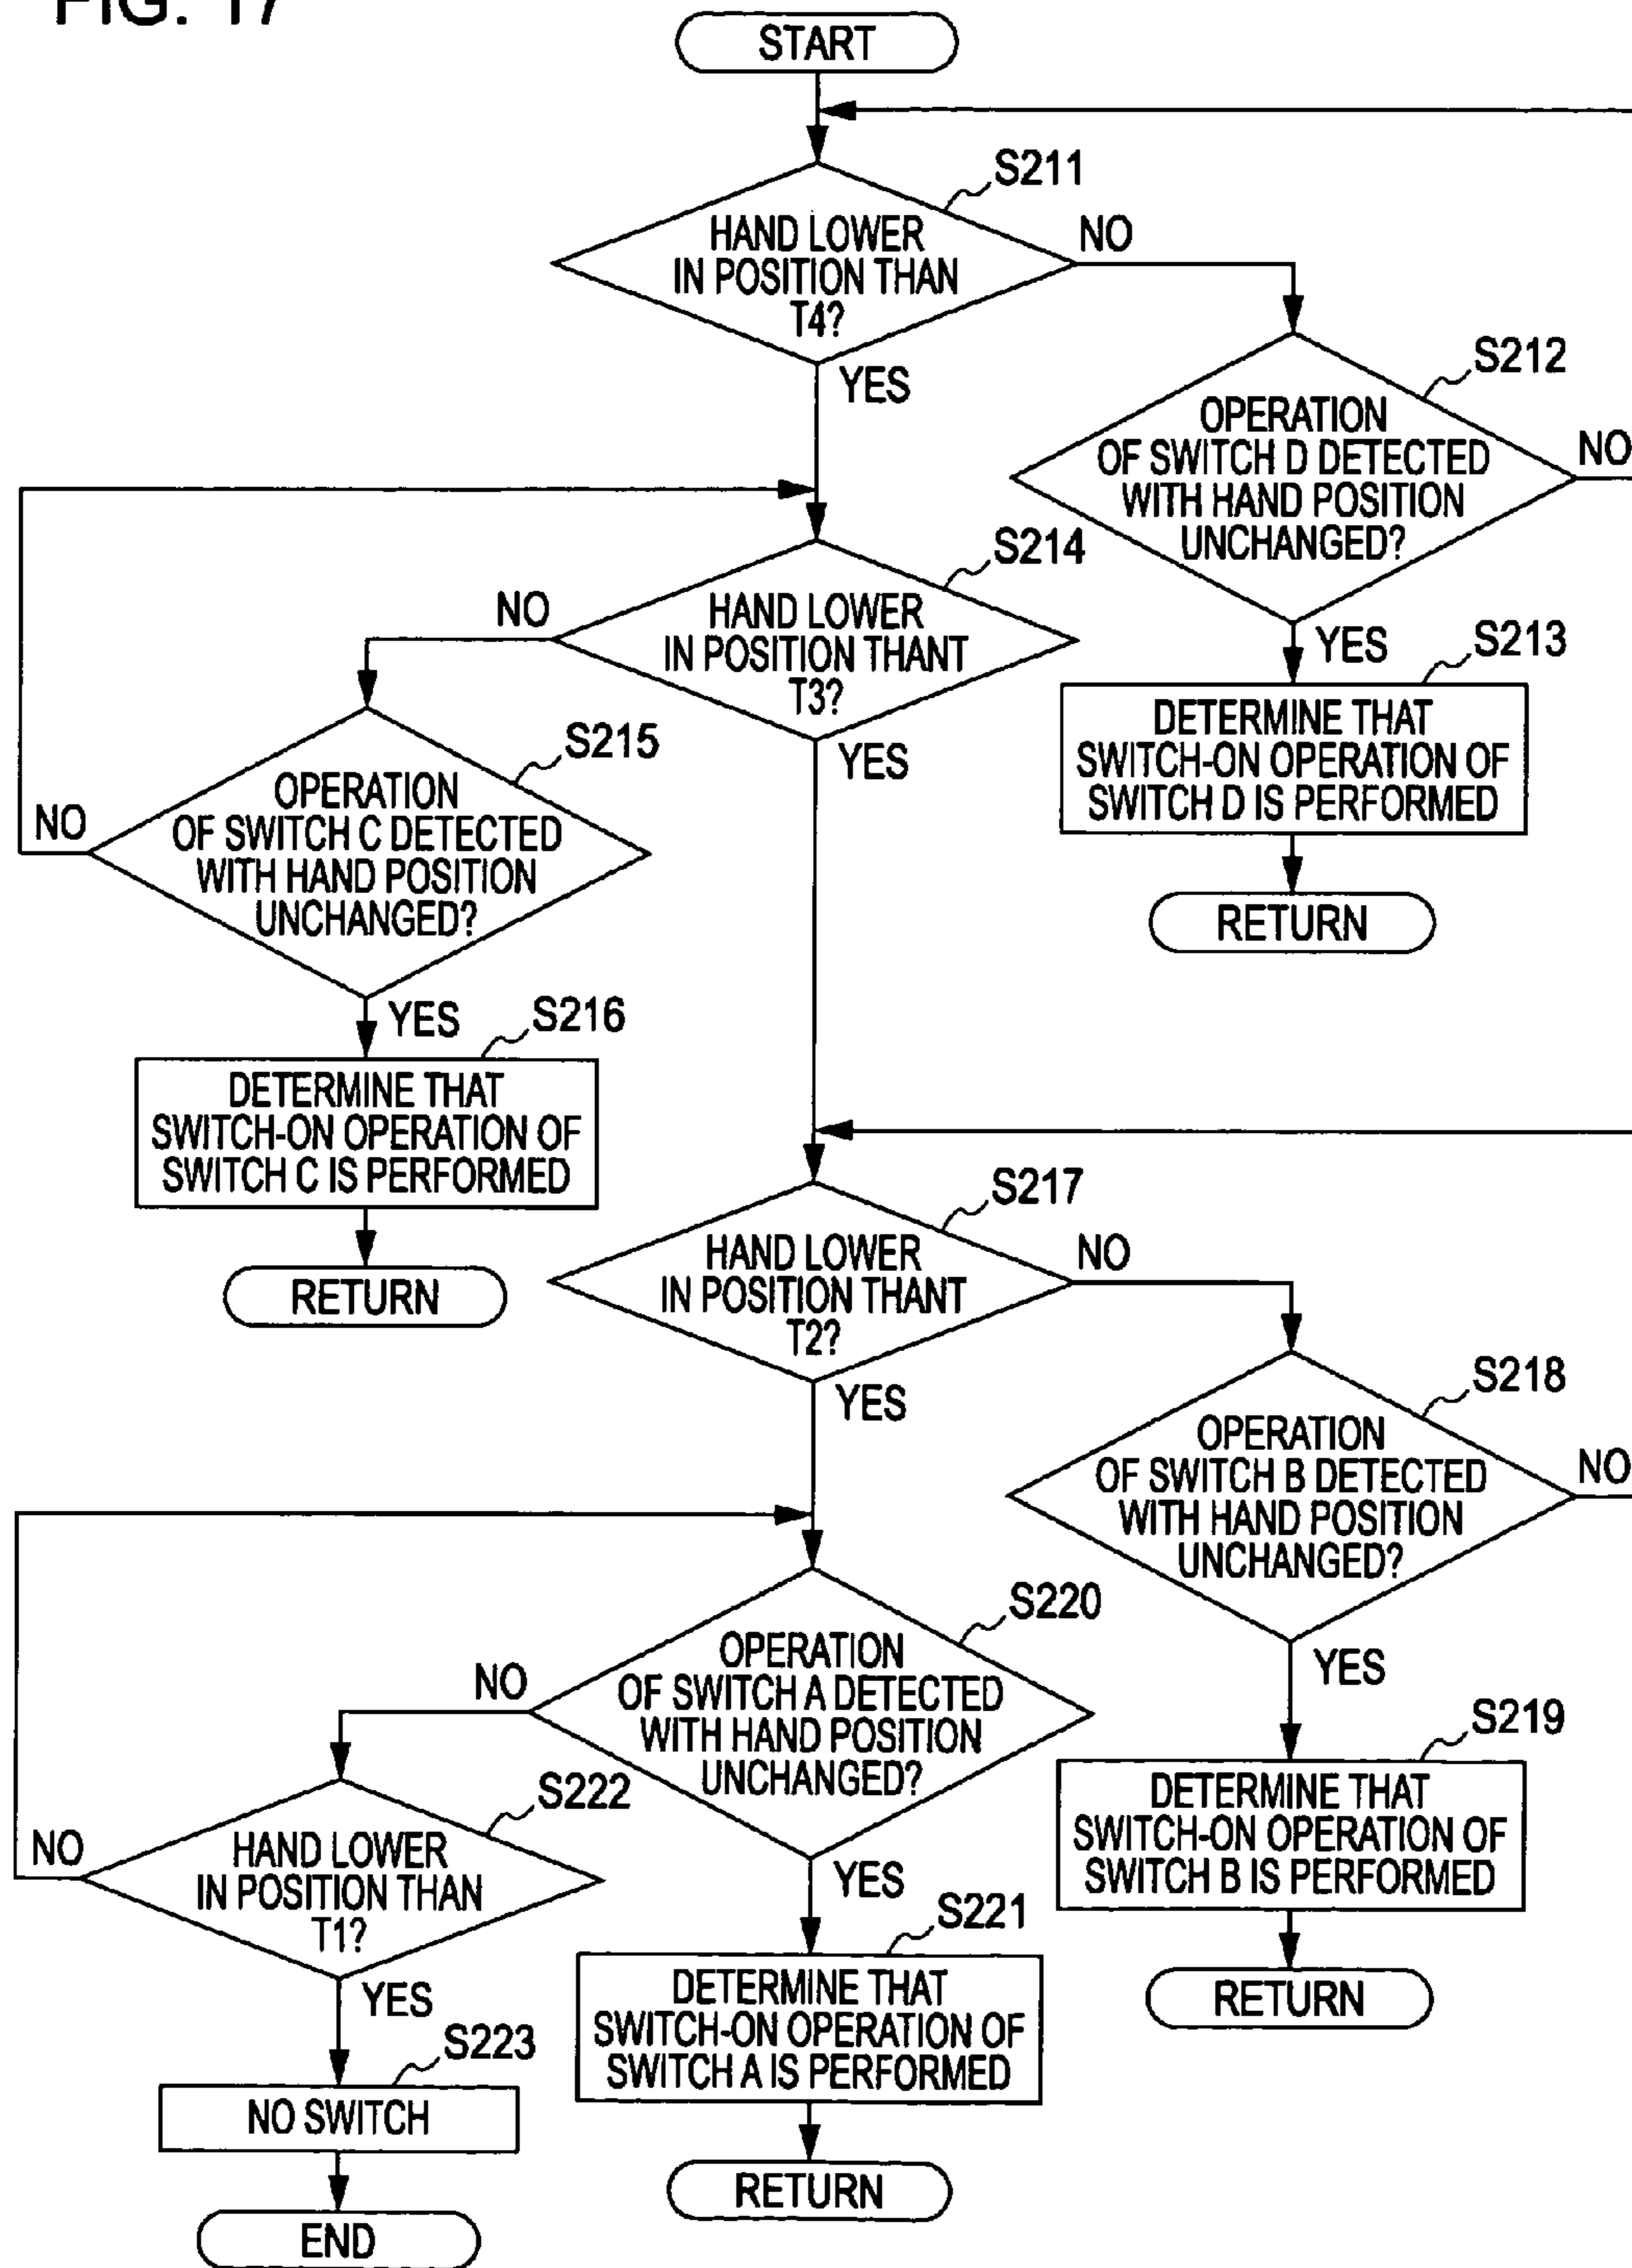 FIG. 17
START
S211
HAND LOWER
IN POSITION THAN
T4?
NO
YES
S212
OPERATION
OF SWITCH D DETECTED
WITH HAND POSITION
UNCHANGED?
NO
YES
S213
DETERMINE THAT
SWITCH-ON OPERATION OF
SWITCH D IS PERFORMED
RETURN
S214
HAND LOWER
IN POSITION THANT
T3?
NO
YES
S215
OPERATION
OF SWITCH C DETECTED
WITH HAND POSITION
UNCHANGED?
NO
YES
S216
DETERMINE THAT
SWITCH-ON OPERATION OF
SWITCH C IS PERFORMED
RETURN
S217
HAND LOWER
IN POSITION THANT
T2?
NO
YES
S218
OPERATION
OF SWITCH B DETECTED
WITH HAND POSITION
UNCHANGED?
NO
YES
S219
DETERMINE THAT
SWITCH-ON OPERATION OF
SWITCH B IS PERFORMED
RETURN
S220
OPERATION
OF SWITCH A DETECTED
WITH HAND POSITION
UNCHANGED?
NO
YES
S221
DETERMINE THAT
SWITCH-ON OPERATION OF
SWITCH A IS PERFORMED
RETURN
S222
HAND LOWER
IN POSITION THAN
T1?
NO
YES
S223
NO SWITCH
END